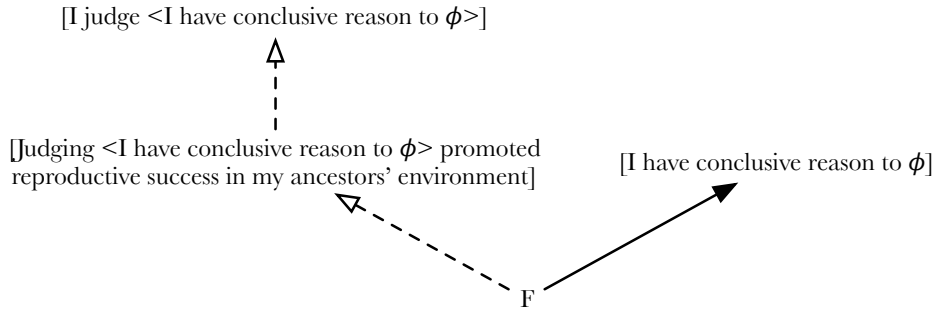 [I judge <I have conclusive reason to ϕ>]
[Judging <I have conclusive reason to ϕ> promoted
reproductive success in my ancestors’ environment]
[I have conclusive reason to ϕ]
F